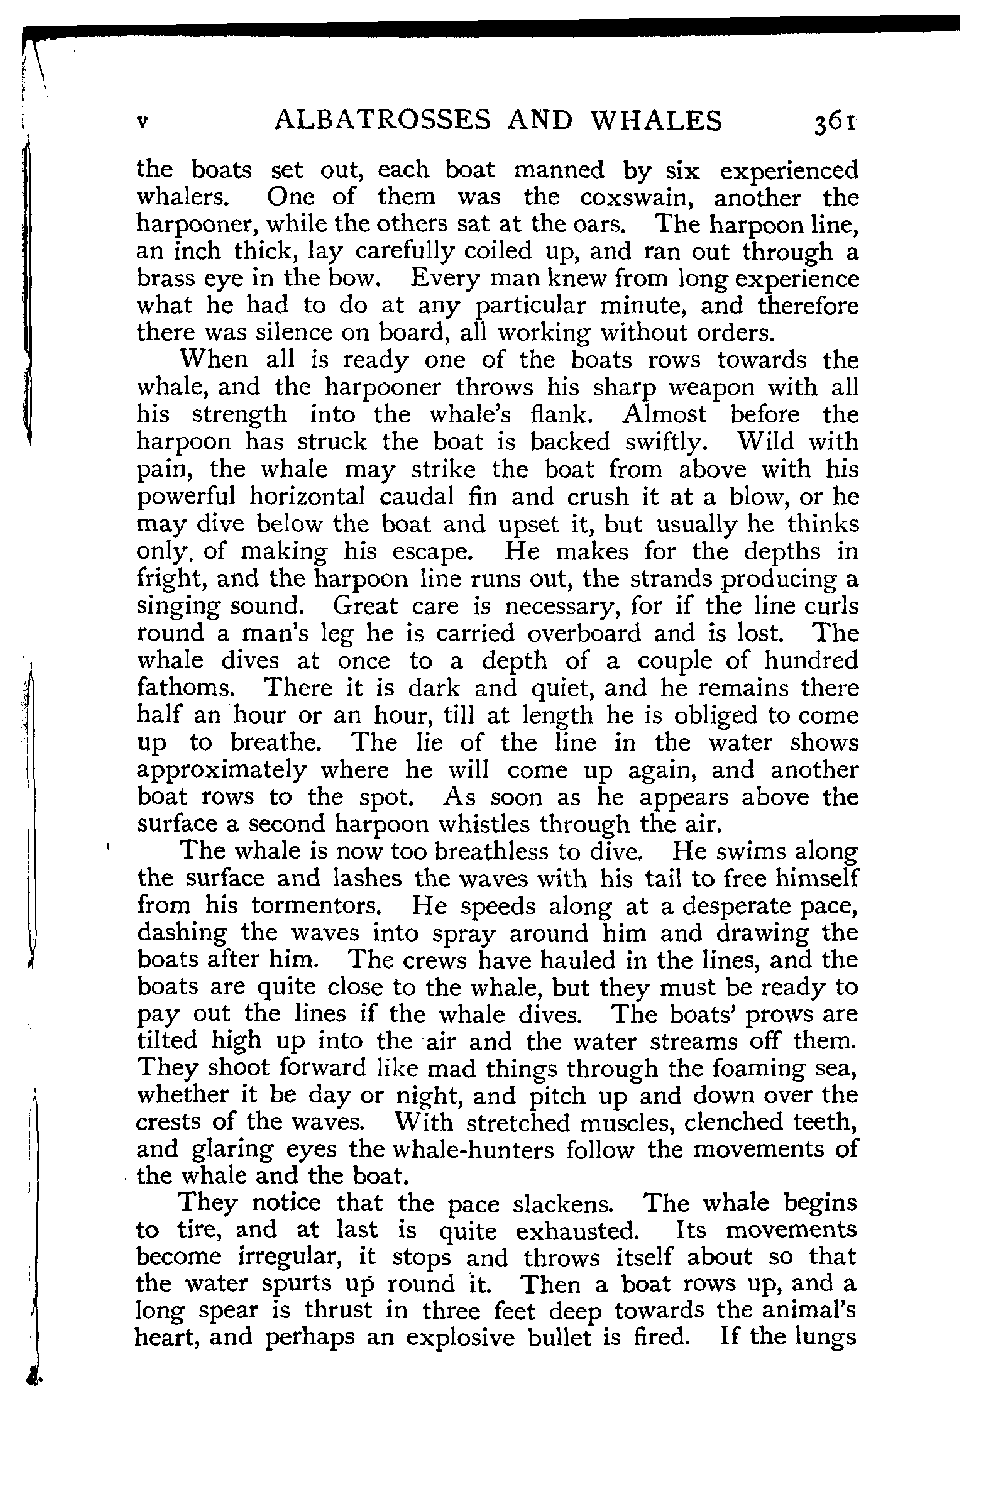 v ALBATROSSES AND WHALES 361
the boats set out, each boat manned by six experienced
whalers. One of them was the coxswain, another the
harpooner, while the others sat at the oars. The harpoon line,
an inch thick, lay carefully coiled up, and ran out through a
brass eye in the bow. Every man knew from long experience
what he had to do at any particular minute, and therefore
there was silence on board, all working without orders.
When all is ready one of the boats rows towards the
whale, and the harpooner throws his sharp weapon with all
his strength into the whale's flank. Almost before the
harpoon has struck the boat is backed swiftly. Wild with
pain, the whale may strike the boat from above with his
powerful horizontal caudal fin and crush it at a blow, or he
may dive below the boat and upset it, but usually he thinks
only. of making his escape. He makes for the depths in
fright, and the harpoon line runs out, the strands producing a
singing sound. Great care is necessary, for if the line curls
round a man's leg he is carried overboard and is lost. The
whale dives at once to a depth of a couple of hundred
fathoms. There it is dark and quiet, and he remains there
half an hour or an hour, till at length he is obliged to come
up to breathe. The lie of the line in the water shows
approximately where he will come up again, and another
boat rows to the spot. As soon as he appears above the
surface a second harpoon whistles through the air.
The whale is now too breathless to dive. He swims along
the surface and lashes the waves with his tail to free himself
from his tormentors. He speeds along at a desperate pace,
dashing the waves into spray around him and drawing the
boats after him. The crews have hauled in the lines, and the
boats are quite close to the whale, but they must be ready to
pay out the lines if the whale dives. The boats' prows are
tilted high up into the air and the water streams off them.
They shoot forward like mad things through the foaming sea,
whether it be day or night, and pitch up and down over the
crests of the waves. With stretched muscles, clenched teeth,
and glaring eyes the whale-hunters follow the movements of
the whale and the boat.
They notice that the pace slackens. The whale begins
to tire, and at last is quite exhausted. Its movements
become irregular, it stops and throws itself about so that
the water spurts up round it. Then a boat rows up, and a
long spear is thrust in three feet deep towards the animal's
heart, and perhaps an explosive bullet is fired. If the lungs